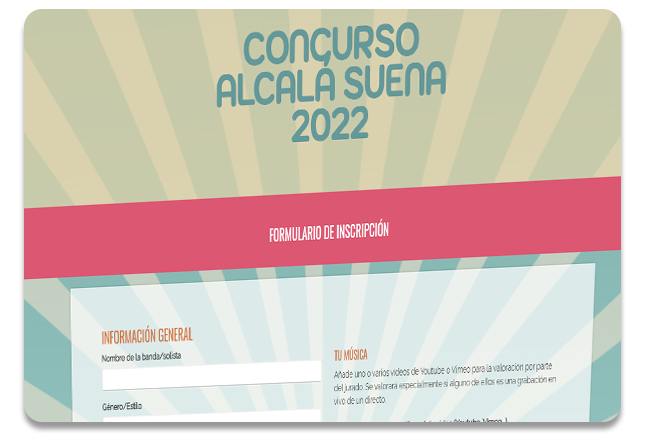 CONCURSO
ALCALÁ SUENA
2022
FORMULARIO DE INSCRIPCIÓN
INFORMACIÓN GENERAL
Nombre de la banda/solista
Género/Estilo
TU MÚSICA
Añade uno o varios videos de Youtube o Vimeo para la valoración por parte
del jurado. Se valorara especialmente si alguno de ellos es una grabación en
vivo de un directo.